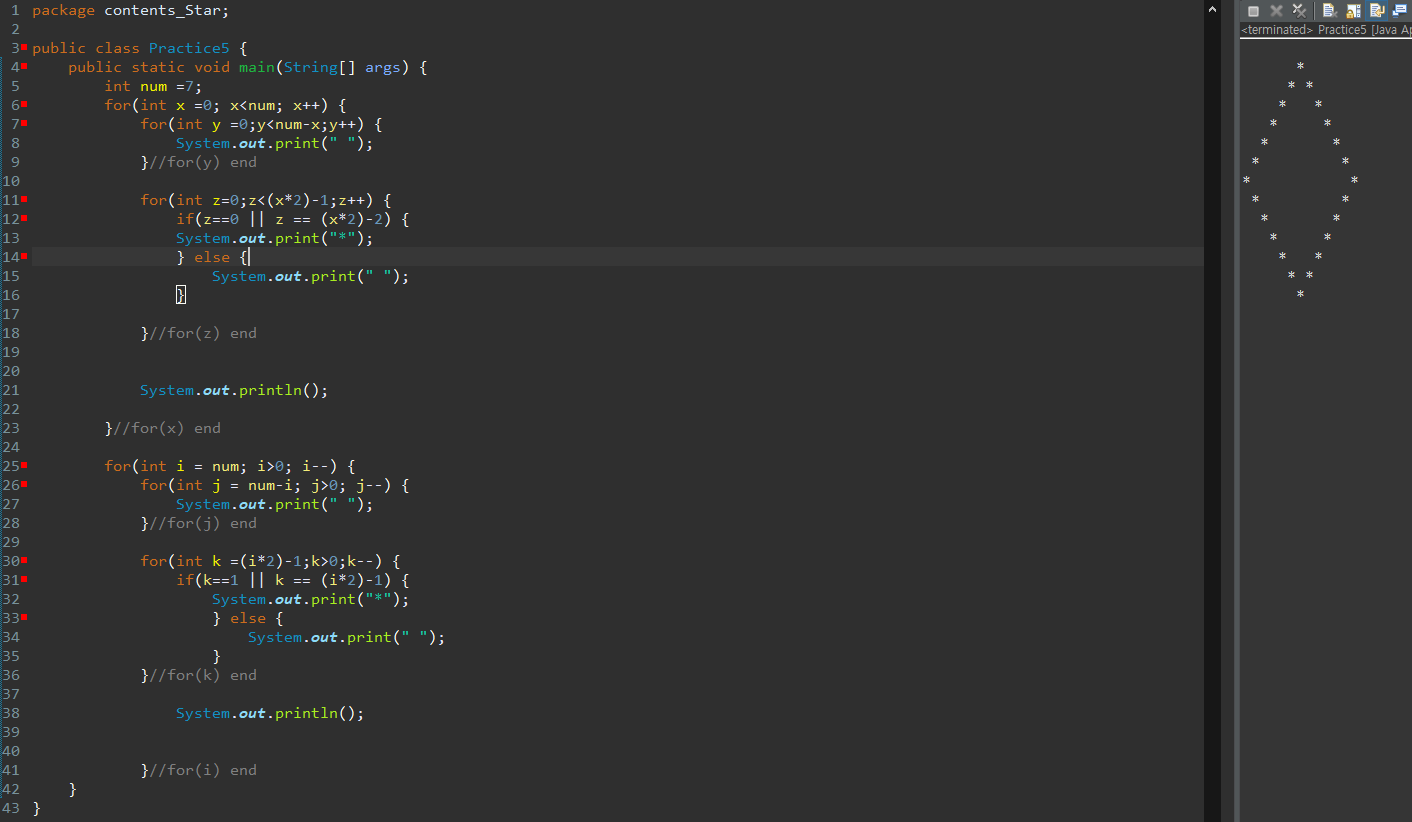 1 package contents_Star;
2
3 public class Practice5 {
4     public static void main(String[] args) {
5         int num =7;
6         for(int x =0; x<num; x++) {
7             for(int y =0;y<num-x;y++) {
8                 System.out.print(" ");
9             }//for(y) end
10
11             for(int z=0;z<(x*2)-1;z++) {
12                 if(z==0 || z == (x*2)-2) {
13                 System.out.print("*");
14                 } else {
15                     System.out.print(" ");
16                 }
17
18             }//for(z) end
19
20
21             System.out.println();
22
23         }//for(x) end
24
25         for(int i = num; i>0; i--) {
26             for(int j = num-i; j>0; j--) {
27                 System.out.print(" ");
28             }//for(j) end
29
30             for(int k =(i*2)-1;k>0;k--) {
31                 if(k==1 || k == (i*2)-1) {
32                     System.out.print("*");
33                     } else {
34                         System.out.print(" ");
35                     }
36             }//for(k) end
37
38                 System.out.println();
39
40
41             }//for(i) end
42     }
43 }
<terminated> Practice5 [Java Ap
      *
     * *
    *   *
   *     *
  *       *
 *         *
*           *
 *         *
  *       *
   *     *
    *   *
     * *
      *